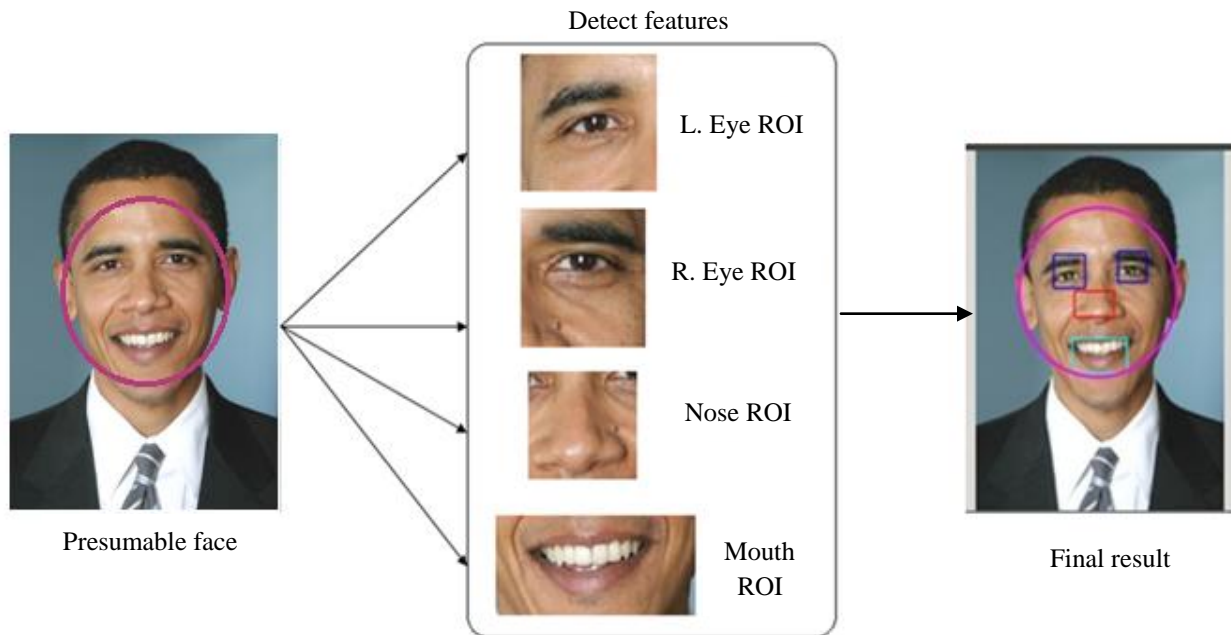 Detect features
L. Eye ROI
R. Eye ROI
Nose ROI
Mouth
ROI
Presumable face
Final result